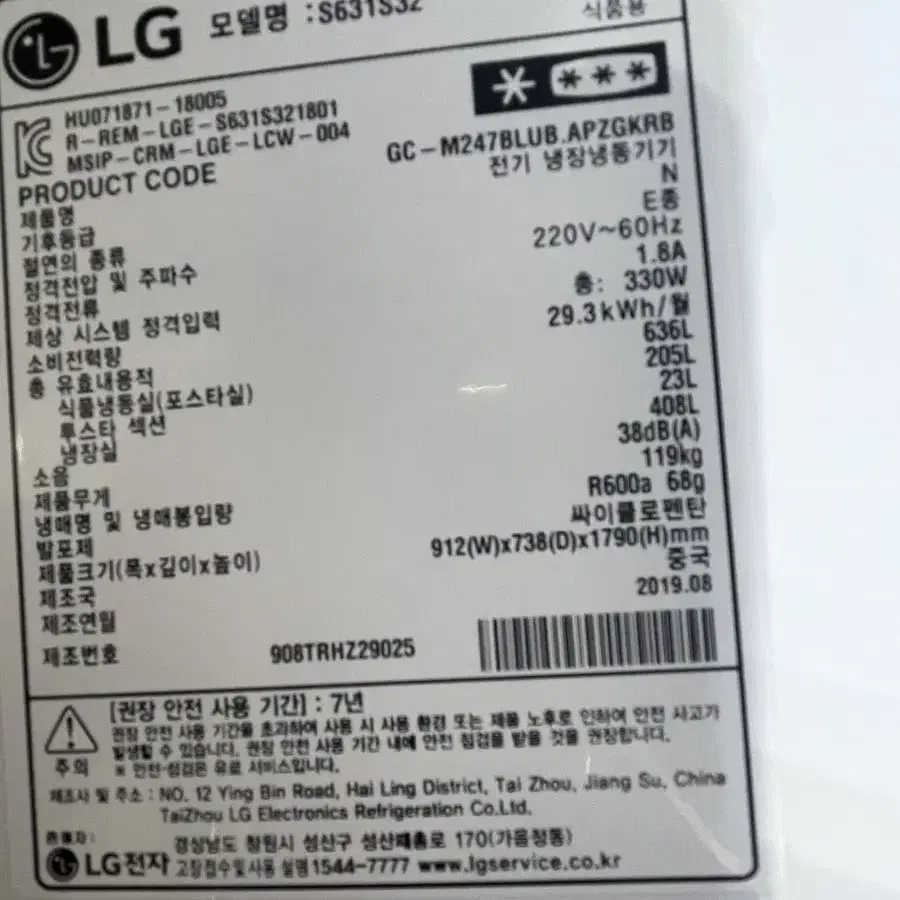 LG 모델명 : S631S32
식품용
HU071871-18005
R-REM-LGE-S631S321801
MSIP-CRM-LGE-LCW-004
PRODUCT CODE GC-M247BLUB.APZGKRB
제품명 전기 냉장냉동기기
기후등급 N
절연의 종류 E종
정격전압 및 주파수 220V~60Hz
정격전류 1.8A
제상 시스템 정격입력 총: 330W
소비전력량 29.3kWh/월
총 유효내용적 636L
식품냉동실(포스타실) 205L
투스타 섹션 23L
냉장실 408L
소음 38dB(A)
제품무게 119kg
냉매명 및 냉매봉입량 R600a 68g
발포제 싸이클로펜탄
제품크기(폭x깊이x높이) 912(W)x738(D)x1790(H)mm
제조국 중국
제조연월 2019.08
제조번호 908TRHZ29025
[권장 안전 사용 기간] : 7년
권장 안전 사용 기간을 초과하여 사용 시 사용 환경 또는 제품 노후로 인하여 안전 사고가
발생할 수 있습니다. 권장 안전 사용 기간 내에 안전 점검을 받을 것을 권장합니다.
주의 ※ 안전점검은 유료 서비스입니다.
제조사 및 주소 : NO. 12 Ying Bin Road, Hai Ling District, Tai Zhou, Jiang Su, China
TaiZhou LG Electronics Refrigeration Co.Ltd.
판매자 : 경상남도 창원시 성산구 성산패총로 170(가음정동)
LG전자 고장접수및사용 설명 1544-7777 www.lgservice.co.kr